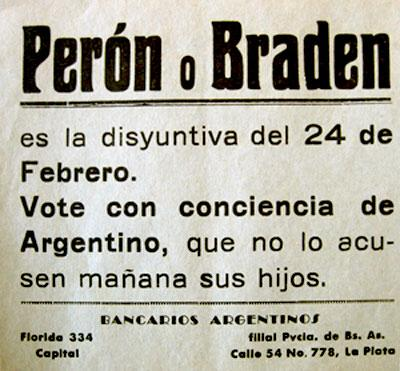 Perón o Braden
es la disyuntiva del 24 de
Febrero.
Vote con conciencia de
Argentino, que no lo acu-
sen mañana sus hijos.
BANCARIOS ARGENTINOS
Florida 334
Capital
filial Pvcia. de Bs. As.
Calle 54 No. 778, La Plata